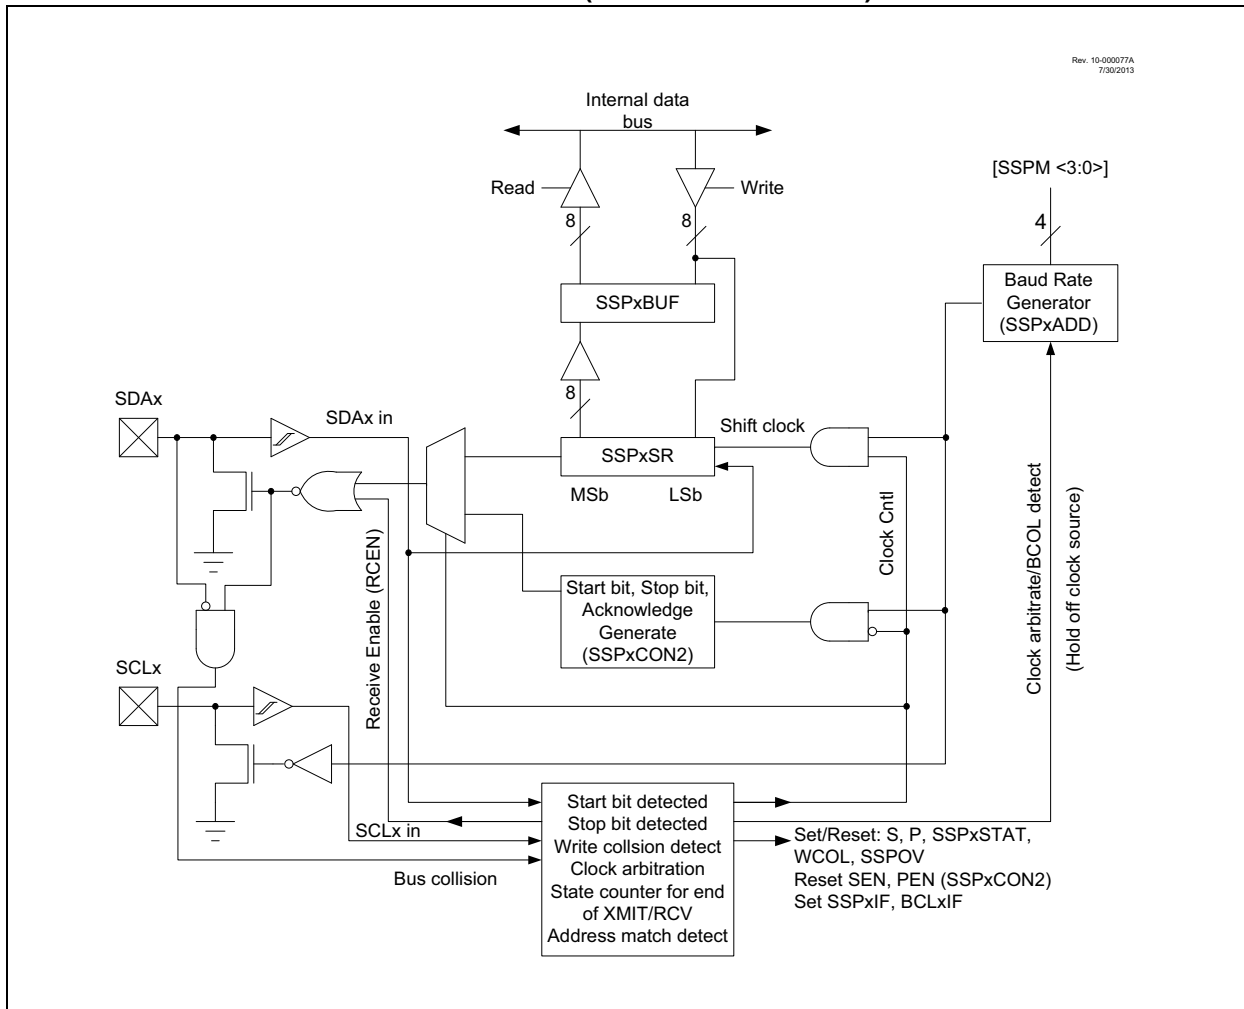 Rev. 10-000077A
7/30/2013
Internal data
bus
[SSPM <3:0>]
Read
Write
8
8
4
Baud Rate
Generator
(SSPxADD)
SSPxBUF
8
SDAx
SDAx in
Shift clock
SSPxSR
MSb
LSb
Receive Enable (RCEN)
Clock Cntl
Clock arbitrate/BCOL detect
(Hold off clock source)
Start bit, Stop bit,
Acknowledge
Generate
(SSPxCON2)
SCLx
SCLx in
Bus collision
Start bit detected
Stop bit detected
Write collsion detect
Clock arbitration
State counter for end
of XMIT/RCV
Address match detect
Set/Reset: S, P, SSPxSTAT,
WCOL, SSPOV
Reset SEN, PEN (SSPxCON2)
Set SSPxIF, BCLxIF